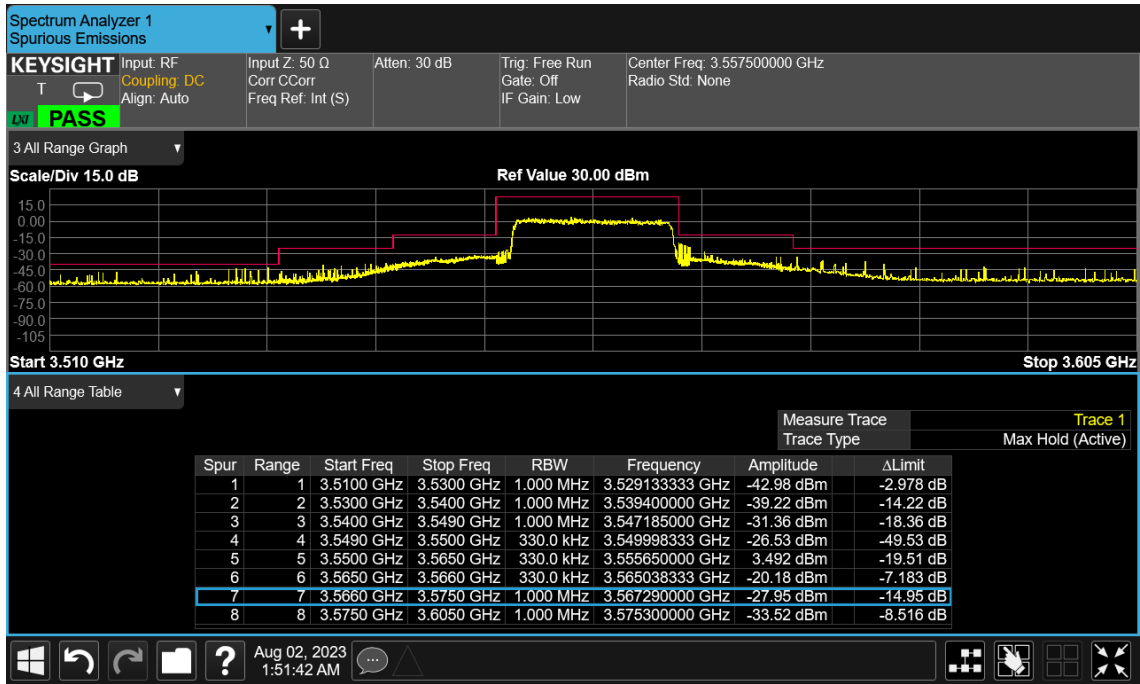 Spectrum Analyzer 1
Spurious Emissions
KEYSIGHT Input: RF Input Z: 50 Ω Atten: 30 dB Trig: Free Run Center Freq: 3.557500000 GHz
T Coupling: DC Corr CCorr Gate: Off Radio Std: None
Align: Auto Freq Ref: Int (S) IF Gain: Low
LXI PASS
3 All Range Graph
Scale/Div 15.0 dB Ref Value 30.00 dBm
15.0
0.00
-15.0
-30.0
-45.0
-60.0
-75.0
-90.0
-105
Start 3.510 GHz Stop 3.605 GHz
4 All Range Table
Measure Trace Trace 1
Trace Type Max Hold (Active)
Spur Range Start Freq Stop Freq RBW Frequency Amplitude ΔLimit
1 1 3.5100 GHz 3.5300 GHz 1.000 MHz 3.529133333 GHz -42.98 dBm -2.978 dB
2 2 3.5300 GHz 3.5400 GHz 1.000 MHz 3.539400000 GHz -39.22 dBm -14.22 dB
3 3 3.5400 GHz 3.5490 GHz 1.000 MHz 3.547185000 GHz -31.36 dBm -18.36 dB
4 4 3.5490 GHz 3.5500 GHz 330.0 kHz 3.549998333 GHz -26.53 dBm -49.53 dB
5 5 3.5500 GHz 3.5650 GHz 330.0 kHz 3.555650000 GHz 3.492 dBm -19.51 dB
6 6 3.5650 GHz 3.5660 GHz 330.0 kHz 3.565038333 GHz -20.18 dBm -7.183 dB
7 7 3.5660 GHz 3.5750 GHz 1.000 MHz 3.567290000 GHz -27.95 dBm -14.95 dB
8 8 3.5750 GHz 3.6050 GHz 1.000 MHz 3.575300000 GHz -33.52 dBm -8.516 dB
Aug 02, 2023
1:51:42 AM